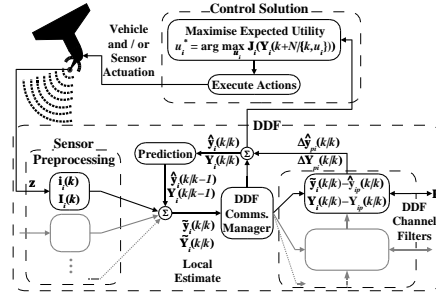 Control Solution
Vehicle
and / or
Sensor
Actuation
Maximise Expected Utility
u_i^* = arg max J_i(Y_i(k+N/{k,u_i}))
u_i
Execute Actions
DDF
Sensor
Preprocessing
z
i_i(k)
I_i(k)
Prediction
ŷ_i(k/k)
Y_i(k/k)
Σ
Δŷ_pi(k/k)
ΔY_pi(k/k)
ŷ_i(k/k-1)
Y_i(k/k-1)
Σ
ỹ_i(k/k)
Ỹ_i(k/k)
Local
Estimate
DDF
Comms.
Manager
ỹ_i(k/k)-ŷ_ip(k/k)
Y_i(k/k)-Y_ip(k/k)
DDF
Channel
Filters